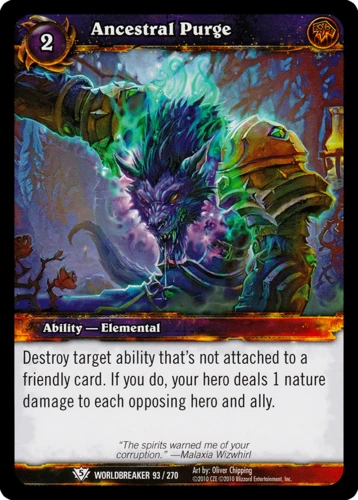 Ancestral Purge
2
Ability — Elemental
Destroy target ability that's not attached to a
friendly card. If you do, your hero deals 1 nature
damage to each opposing hero and ally.
"The spirits warned me of your
corruption." —Malaxia Wizwhirl
S
WORLDBREAKER 93 / 270
Art by: Oliver Chipping
©2010 CZE ©2010 Blizzard Entertainment, Inc.